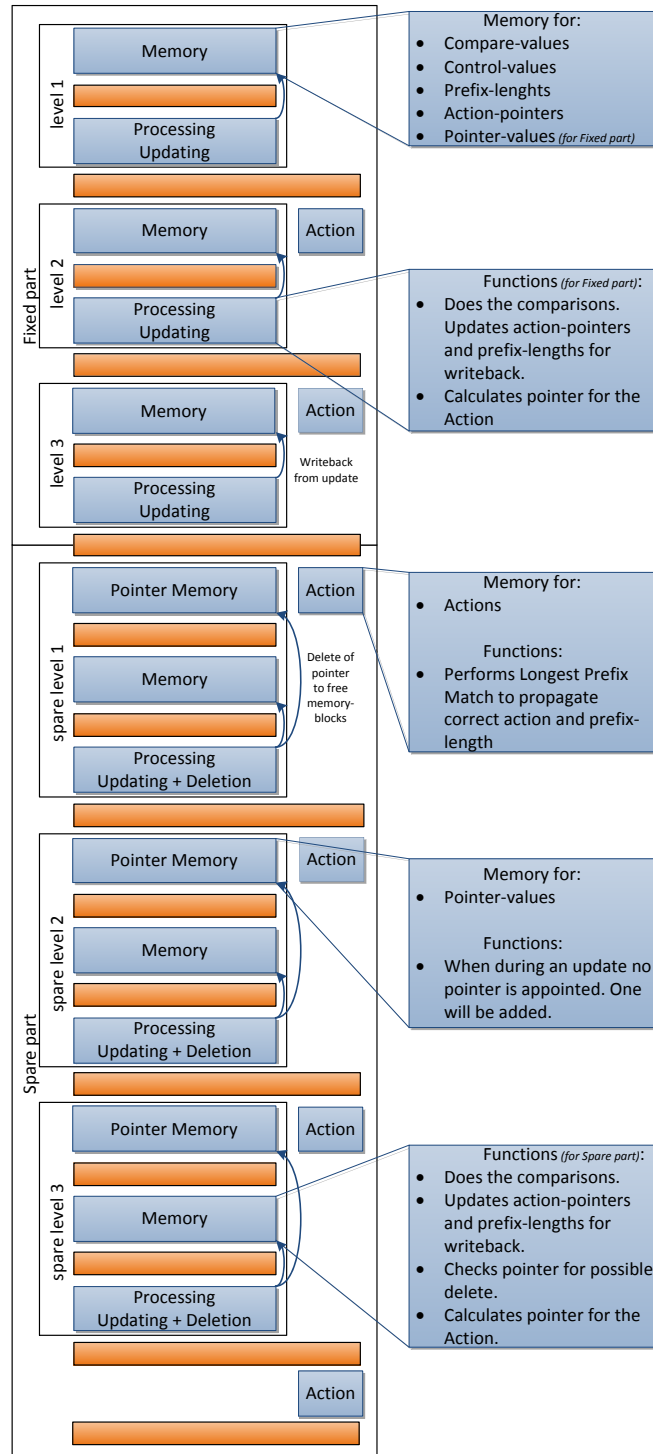 Fixed part
level 1
Memory
Processing
Updating
Memory for:
• Compare-values
• Control-values
• Prefix-lenghts
• Action-pointers
• Pointer-values (for Fixed part)
level 2
Memory
Action
Processing
Updating
Functions (for Fixed part):
• Does the comparisons.
Updates action-pointers
and prefix-lengths for
writeback.
• Calculates pointer for the
Action
level 3
Memory
Action
Writeback
from update
Processing
Updating
Spare part
spare level 1
Pointer Memory
Action
Memory
Delete of
pointer
to free
memory-
blocks
Processing
Updating + Deletion
Memory for:
• Actions
Functions:
• Performs Longest Prefix
Match to propagate
correct action and prefix-
length
spare level 2
Pointer Memory
Action
Memory
Processing
Updating + Deletion
Memory for:
• Pointer-values
Functions:
• When during an update no
pointer is appointed. One
will be added.
spare level 3
Pointer Memory
Action
Memory
Processing
Updating + Deletion
Functions (for Spare part):
• Does the comparisons.
• Updates action-pointers
and prefix-lengths for
writeback.
• Checks pointer for possible
delete.
• Calculates pointer for the
Action.
Action